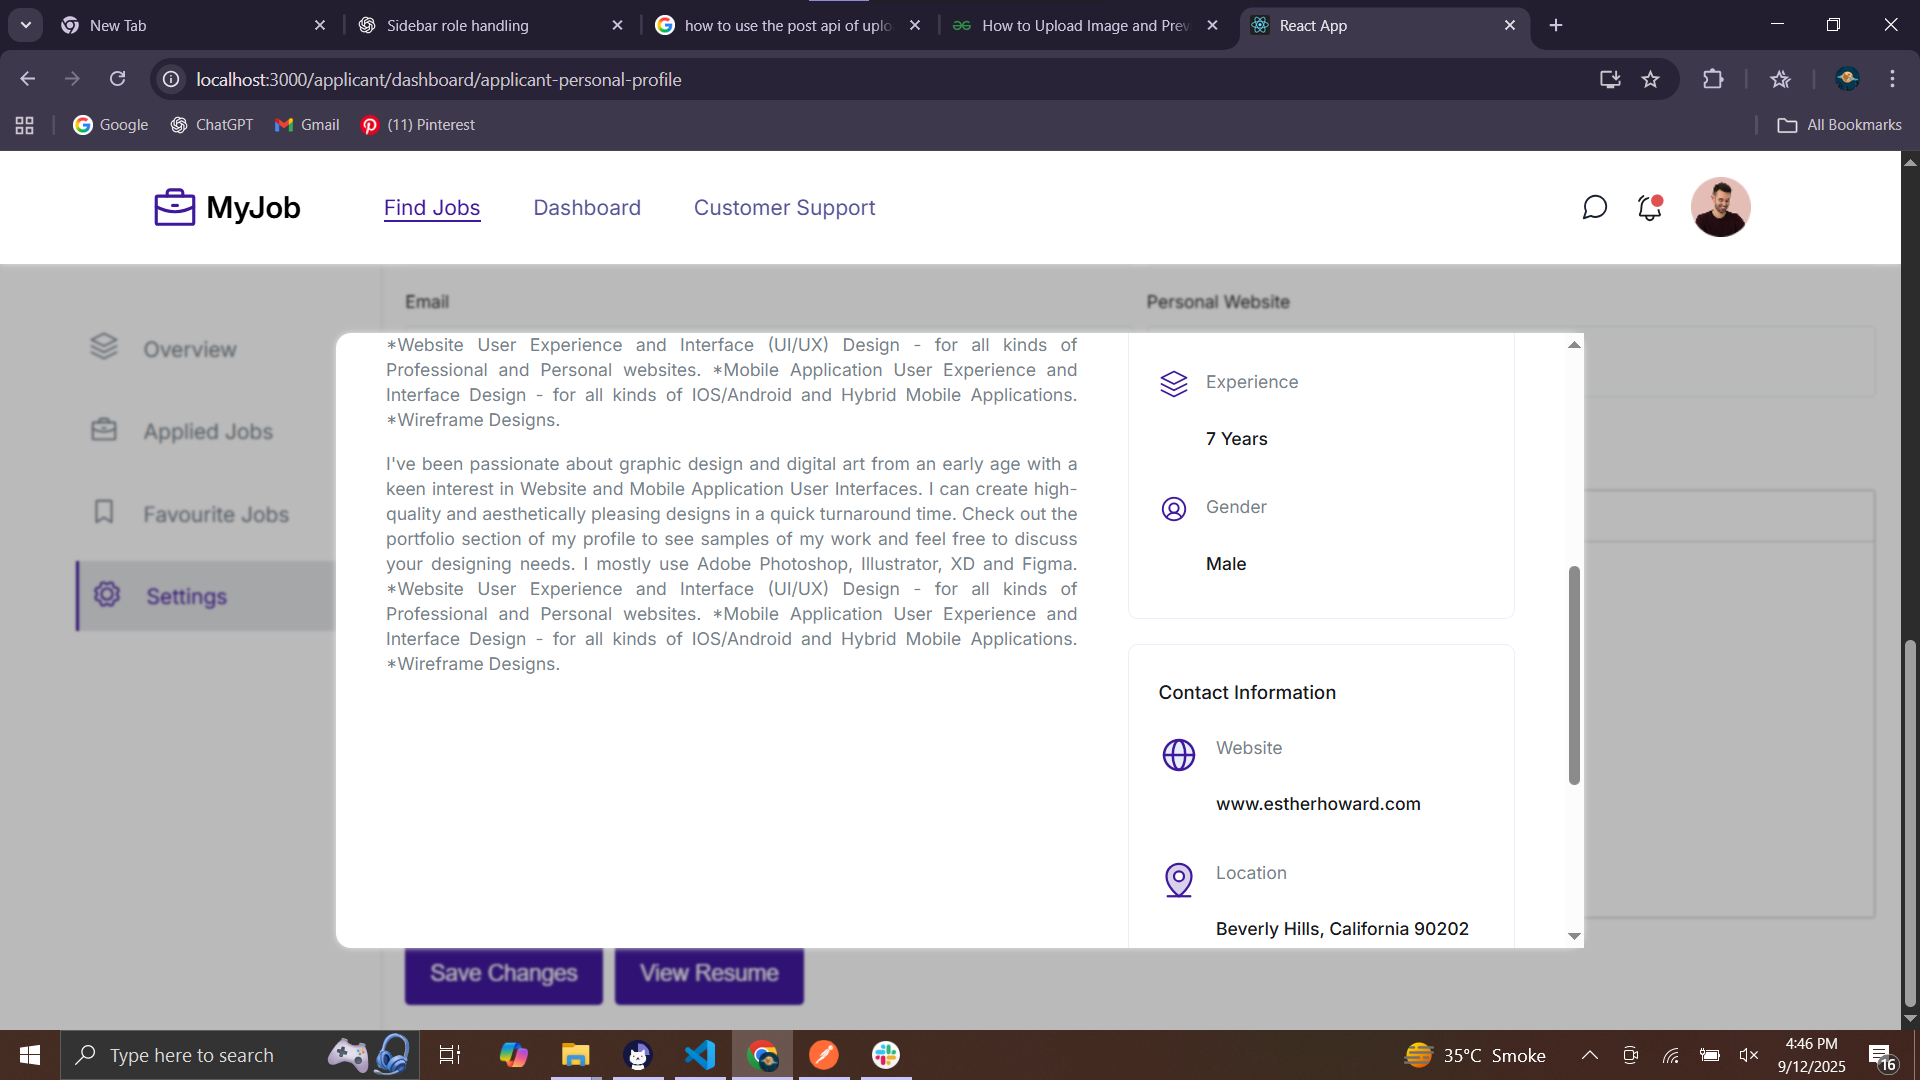 New Tab
Sidebar role handling
how to use the post api of uplo
How to Upload Image and Prev
React App
localhost:3000/applicant/dashboard/applicant-personal-profile
Google
ChatGPT
Gmail
(11) Pinterest
All Bookmarks
MyJob
Find Jobs
Dashboard
Customer Support
Email
Personal Website
Overview
Applied Jobs
Favourite Jobs
Settings
*Website User Experience and Interface (UI/UX) Design - for all kinds of
Professional and Personal websites. *Mobile Application User Experience and
Interface Design - for all kinds of IOS/Android and Hybrid Mobile Applications.
*Wireframe Designs.
I've been passionate about graphic design and digital art from an early age with a
keen interest in Website and Mobile Application User Interfaces. I can create high-
quality and aesthetically pleasing designs in a quick turnaround time. Check out the
portfolio section of my profile to see samples of my work and feel free to discuss
your designing needs. I mostly use Adobe Photoshop, Illustrator, XD and Figma.
*Website User Experience and Interface (UI/UX) Design - for all kinds of
Professional and Personal websites. *Mobile Application User Experience and
Interface Design - for all kinds of IOS/Android and Hybrid Mobile Applications.
*Wireframe Designs.
Experience
7 Years
Gender
Male
Contact Information
Website
www.estherhoward.com
Location
Beverly Hills, California 90202
Save Changes
View Resume
Type here to search
35°C Smoke
4:46 PM
9/12/2025
16